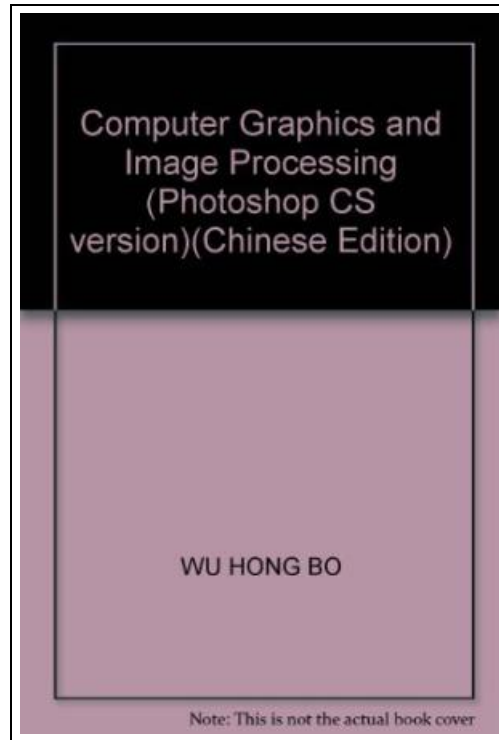 Computer Graphics and
Image Processing
(Photoshop CS
version)(Chinese Edition)
WU HONG BO
Note: This is not the actual book cover